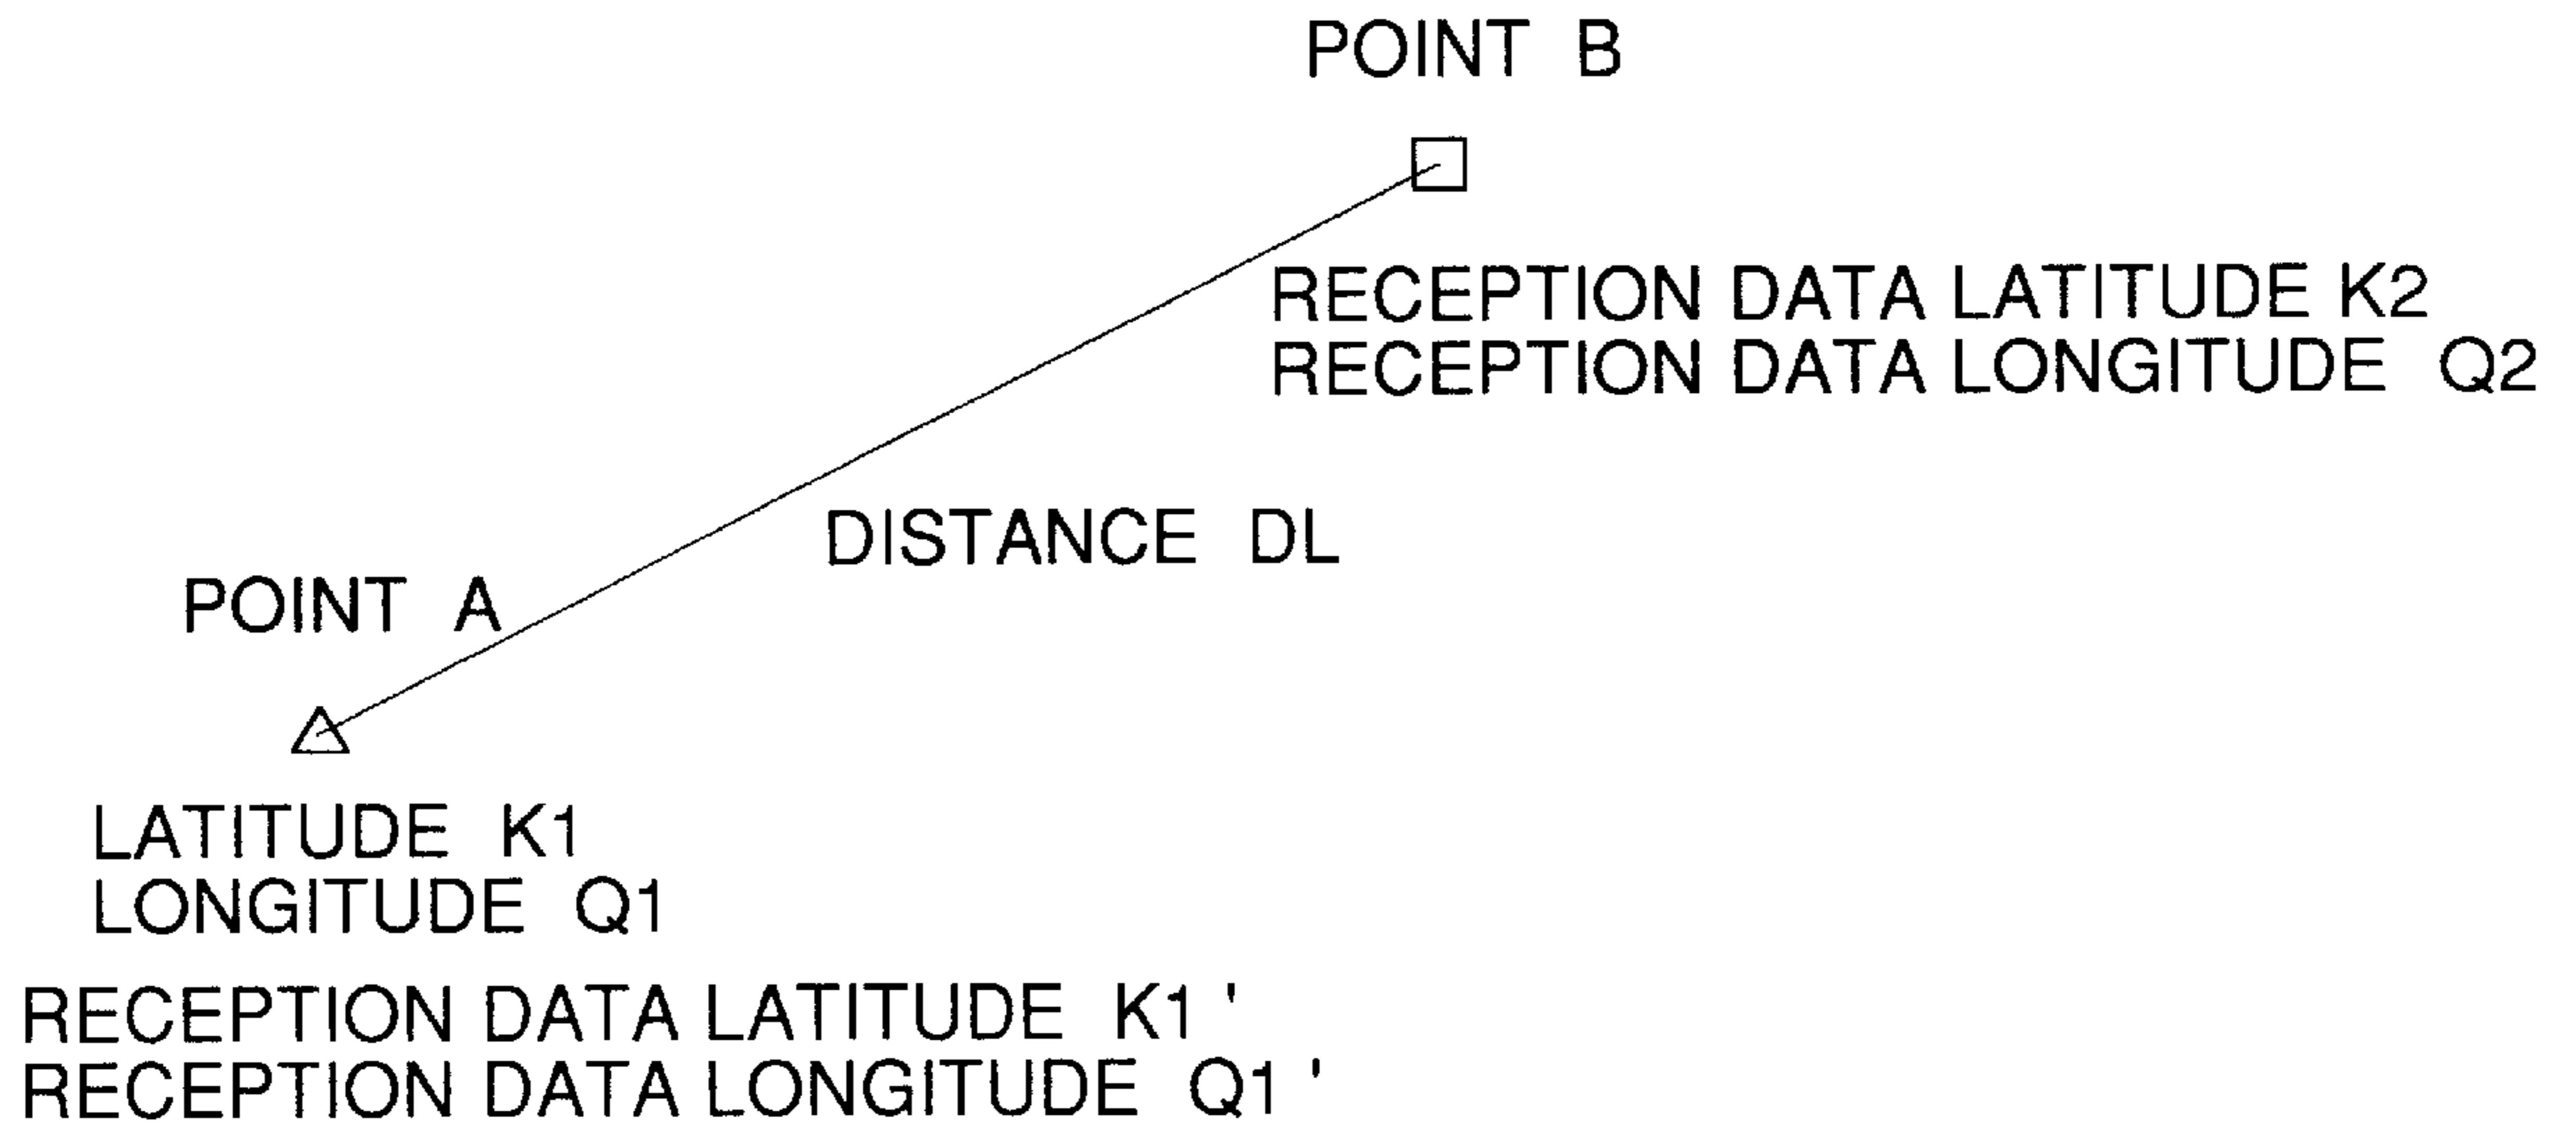 POINT B
RECEPTION DATA LATITUDE K2
RECEPTION DATA LONGITUDE Q2
DISTANCE DL
POINT A
LATITUDE K1
LONGITUDE Q1
RECEPTION DATA LATITUDE K1 '
RECEPTION DATA LONGITUDE Q1 '